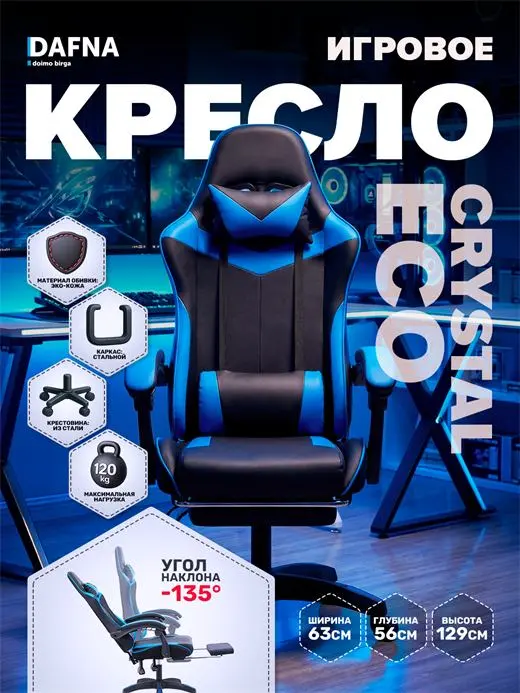 DAFNA
doimo birga
ИГРОВОЕ
КРЕСЛО
ECO
CRYSTAL
МАТЕРИАЛ ОБИВКИ:
ЭКО-КОЖА
КАРКАС:
СТАЛЬНОЙ
КРЕСТОВИНА:
ИЗ СТАЛИ
120
kg
МАКСИМАЛЬНАЯ
НАГРУЗКА
УГОЛ
НАКЛОНА
-135°
ШИРИНА
63СМ
ГЛУБИНА
56СМ
ВЫСОТА
129СМ